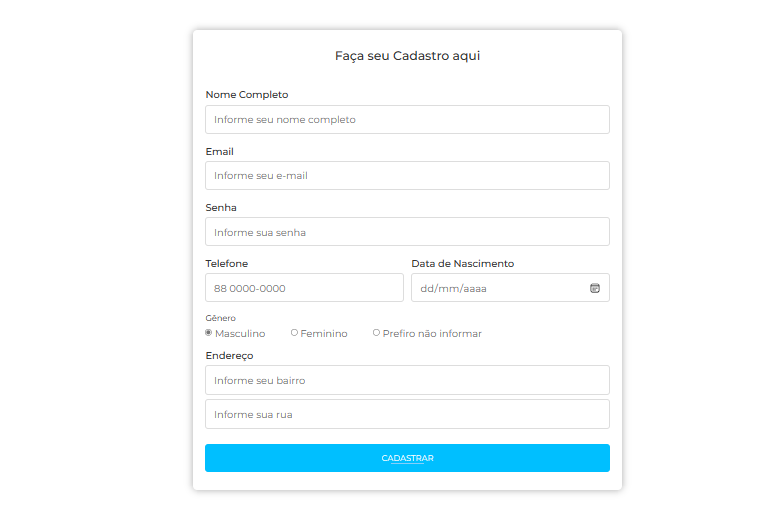 Faça seu Cadastro aqui
Nome Completo
Informe seu nome completo
Email
Informe seu e-mail
Senha
Informe sua senha
Telefone
Data de Nascimento
88 0000-0000
dd/mm/aaaa
Gênero
Masculino
Feminino
Prefiro não informar
Endereço
Informe seu bairro
Informe sua rua
CADASTRAR